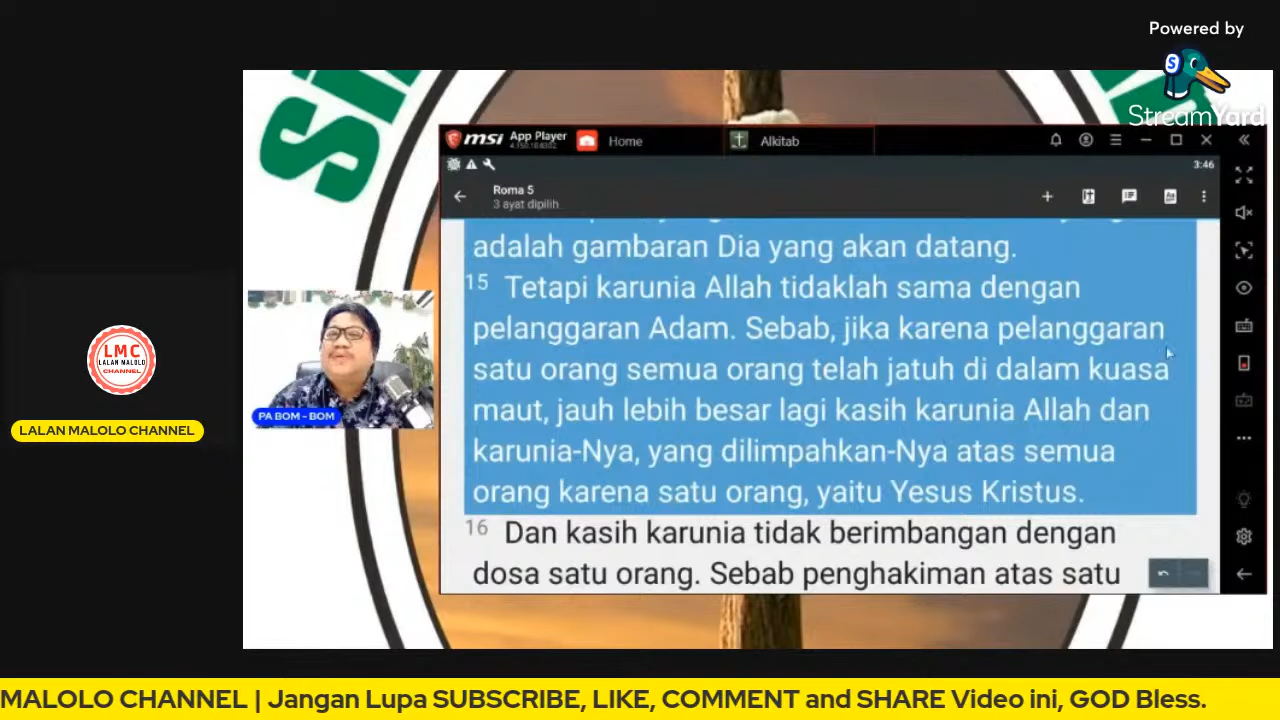 Powered by
StreamYard
SI
msi App Player
Home
Alkitab
3:46
Roma 5
3 ayat dipilih
adalah gambaran Dia yang akan datang.
15 Tetapi karunia Allah tidaklah sama dengan
pelanggaran Adam. Sebab, jika karena pelanggaran
satu orang semua orang telah jatuh di dalam kuasa
maut, jauh lebih besar lagi kasih karunia Allah dan
karunia-Nya, yang dilimpahkan-Nya atas semua
orang karena satu orang, yaitu Yesus Kristus.
16 Dan kasih karunia tidak berimbangan dengan
dosa satu orang. Sebab penghakiman atas satu
PA BOM - BOM
LMC
LALAN MALOLO
CHANNEL
LALAN MALOLO CHANNEL
MALOLO CHANNEL | Jangan Lupa SUBSCRIBE, LIKE, COMMENT and SHARE Video ini, GOD Bless.